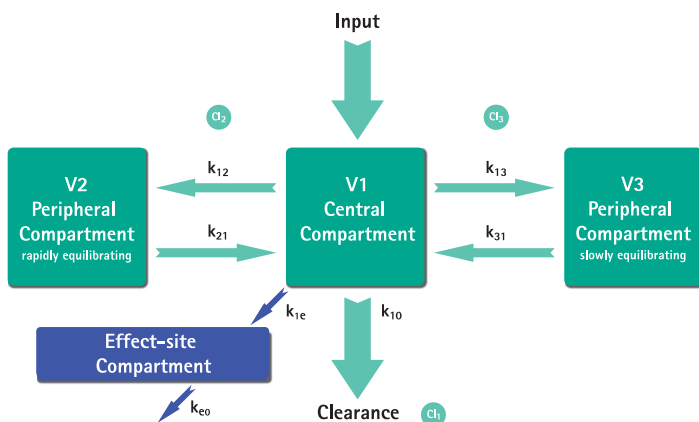 Input
Cl₂
Cl₃
k₁₂
k₁₃
V2
Peripheral
Compartment
rapidly equilibrating
V1
Central
Compartment
V3
Peripheral
Compartment
slowly equilibrating
k₂₁
k₃₁
k₁ₑ
k₁₀
Effect-site
Compartment
kₑ₀
Clearance
Cl₁